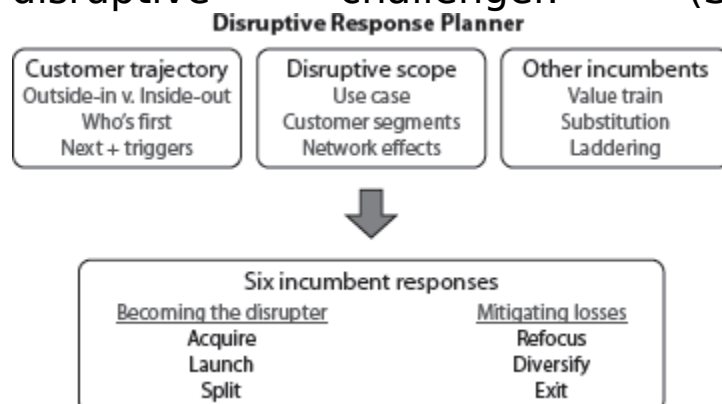 disruptive challengen (S
Disruptive Response Planner
Customer trajectory
Outside-in v. Inside-out
Who's first
Next + triggers
Disruptive scope
Use case
Customer segments
Network effects
Other incumbents
Value train
Substitution
Laddering
Six incumbent responses
Becoming the disrupter
Acquire
Launch
Split
Mitigating losses
Refocus
Diversify
Exit